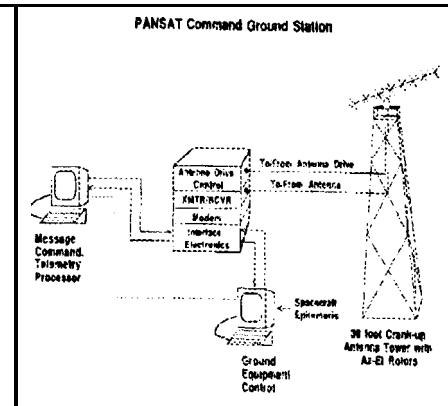 PANSAT Command Ground Station
To/From Antenna Drive
To/From Antenna
Antenna Drive
Control
XMTR/RCVR
Modem
Interface
Electronics
Message
Command,
Telemetry
Processor
Spacecraft
Ephemeris
Ground
Equipment
Control
30 foot Crank-up
Antenna Tower with
Az-El Rotors